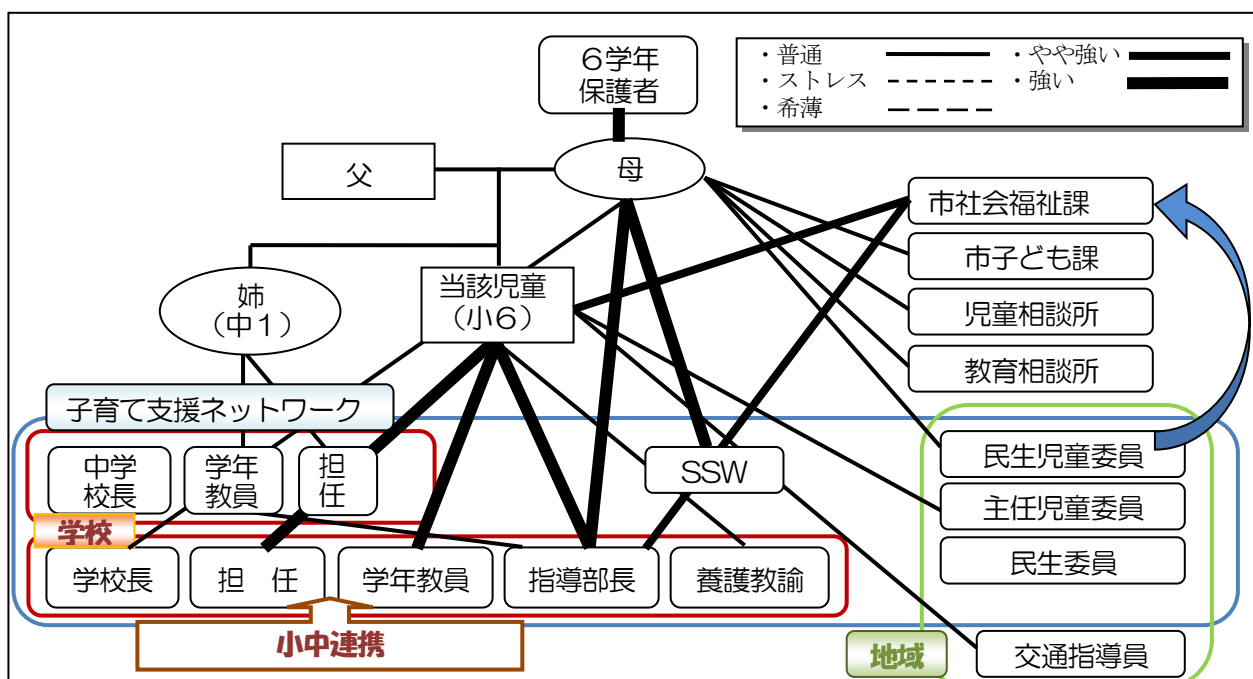 6学年
保護者
・普通
・やや強い
・ストレス
・強い
・希薄
父
母
市社会福祉課
市子ども課
児童相談所
教育相談所
姉
(中1)
当該児童
(小6)
子育て支援ネットワーク
中学
校長
学年
教員
担
任
SSW
民生児童委員
主任児童委員
民生委員
学校
学校長
担 任
学年教員
指導部長
養護教諭
小中連携
地域
交通指導員